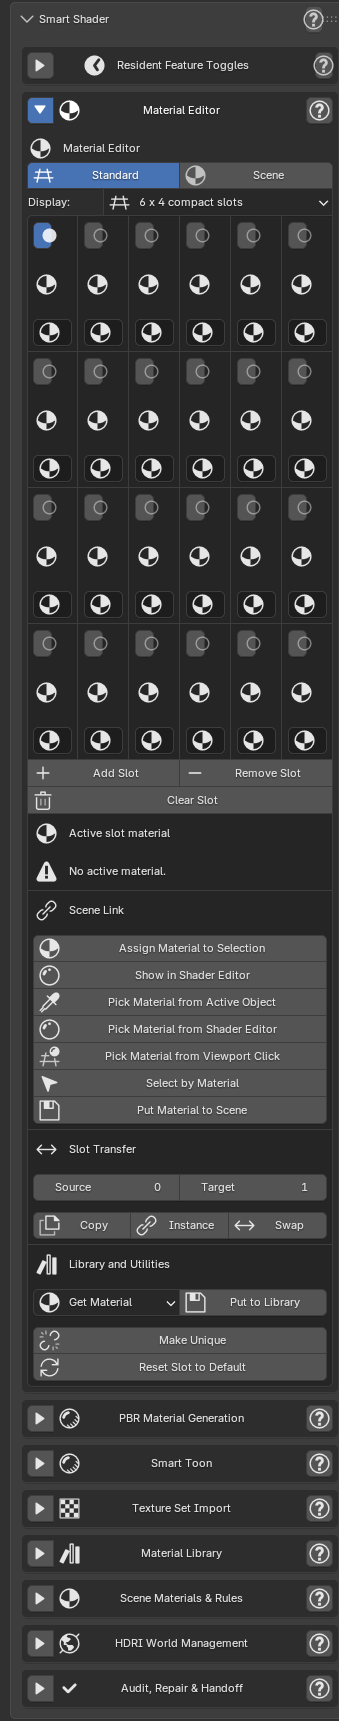 Smart Shader
Resident Feature Toggles
Material Editor
Material Editor
Standard Scene
Display: 6 x 4 compact slots
Add Slot Remove Slot
Clear Slot
Active slot material
No active material.
Scene Link
Assign Material to Selection
Show in Shader Editor
Pick Material from Active Object
Pick Material from Shader Editor
Pick Material from Viewport Click
Select by Material
Put Material to Scene
Slot Transfer
Source 0 Target 1
Copy Instance Swap
Library and Utilities
Get Material Put to Library
Make Unique
Reset Slot to Default
PBR Material Generation
Smart Toon
Texture Set Import
Material Library
Scene Materials & Rules
HDRI World Management
Audit, Repair & Handoff